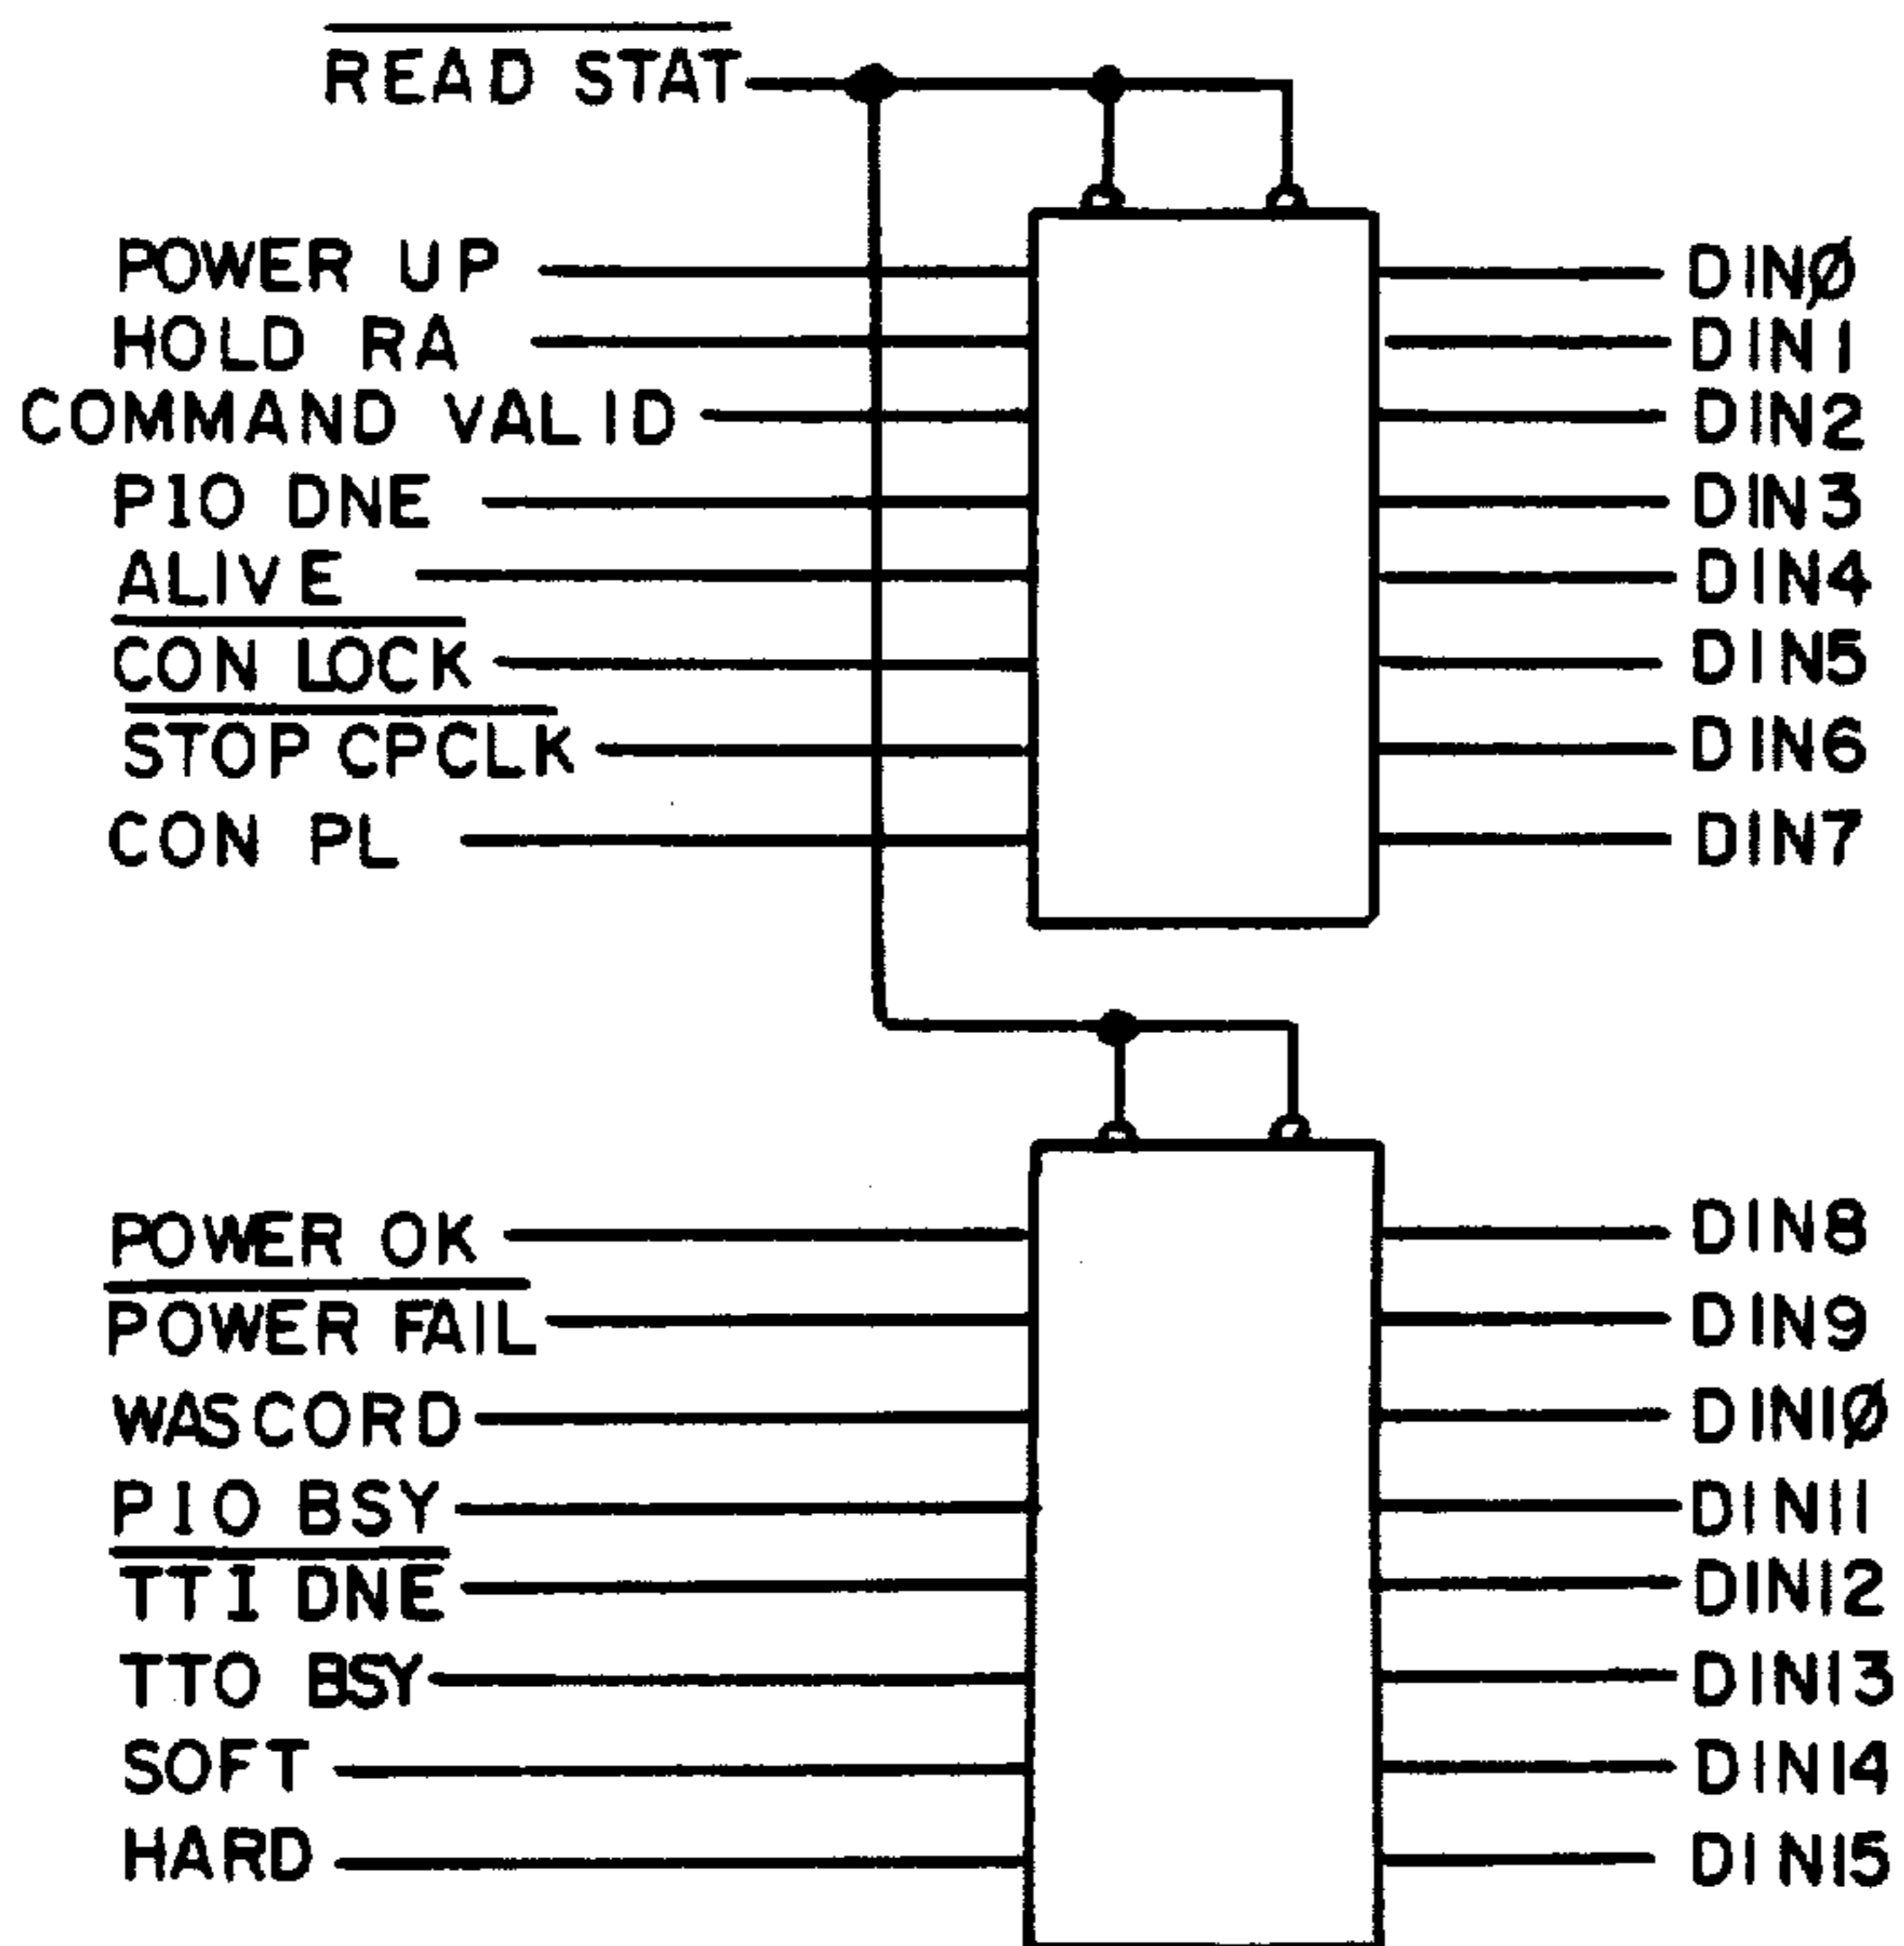 READ STAT
POWER UP DINØ
HOLD RA DIN1
COMMAND VALID DIN2
PIO DNE DIN3
ALIVE DIN4
CON LOCK DIN5
STOP CPCLK DIN6
CON PL DIN7
POWER OK DIN8
POWER FAIL DIN9
WASCORD DIN1Ø
PIO BSY DIN11
TTI DNE DIN12
TTO BSY DIN13
SOFT DIN14
HARD DIN15